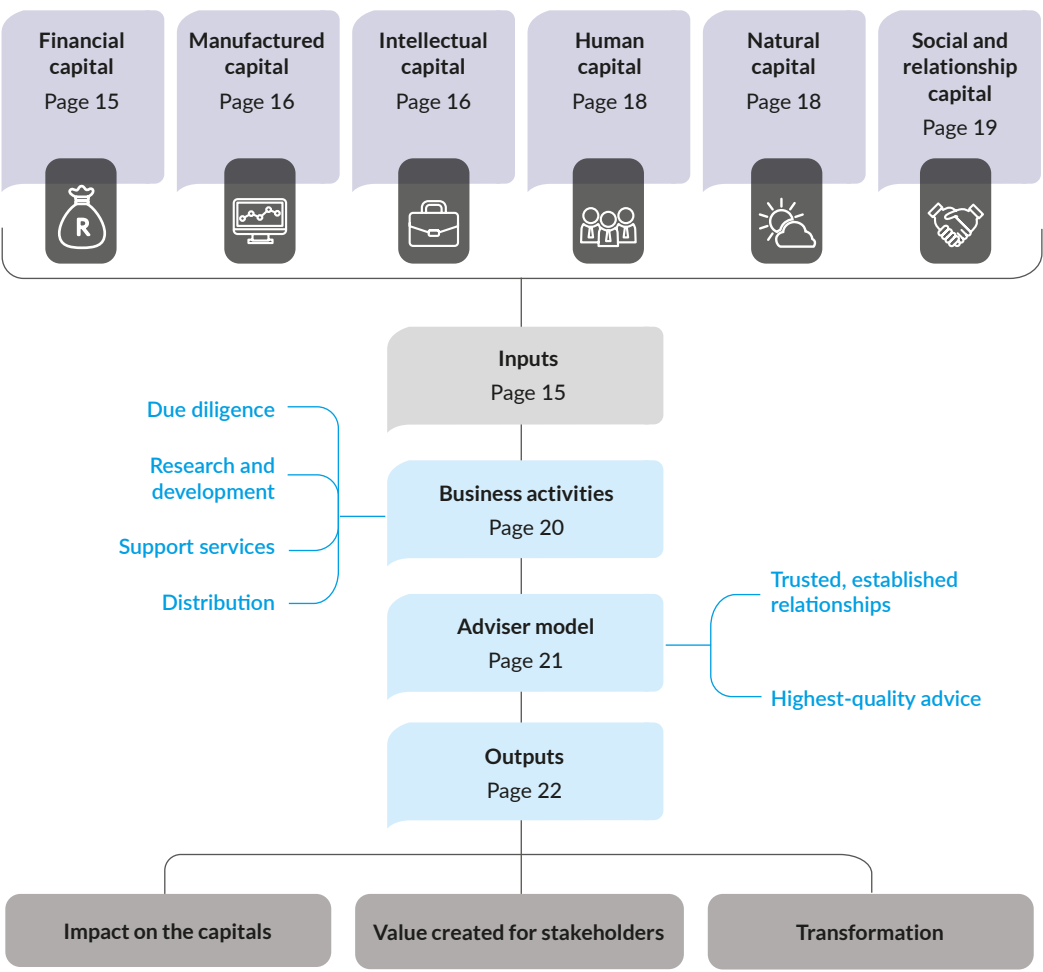 Financial
capital
Page 15
Manufactured
capital
Page 16
Intellectual
capital
Page 16
Human
capital
Page 18
Natural
capital
Page 18
Social and
relationship
capital
Page 19
R
Inputs
Page 15
Due diligence
Research and
development
Support services
Distribution
Business activities
Page 20
Adviser model
Page 21
Trusted, established
relationships
Highest-quality advice
Outputs
Page 22
Impact on the capitals
Value created for stakeholders
Transformation